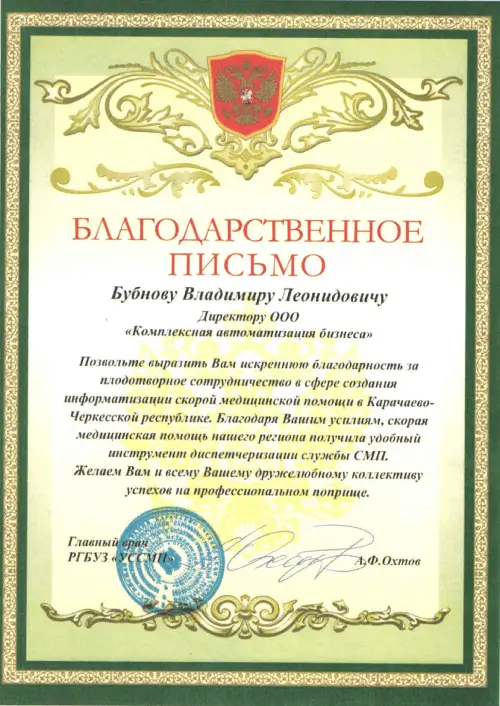 БЛАГОДАРСТВЕННОЕ
ПИСЬМО
Бубнову Владимиру Леонидовичу
Директору ООО
«Комплексная автоматизация бизнеса»
Позвольте выразить Вам искреннюю благодарность за
плодотворное сотрудничество в сфере создания
информатизации скорой медицинской помощи в Карачаево-
Черкесской республике. Благодаря Вашим усилиям, скорая
медицинская помощь нашего региона получила удобный
инструмент диспетчеризации службы СМП.
Желаем Вам и всему Вашему дружелюбному коллективу
успехов на профессиональном поприще.
Главный врач
РГБУЗ «УССМП»
А.Ф.Охтов